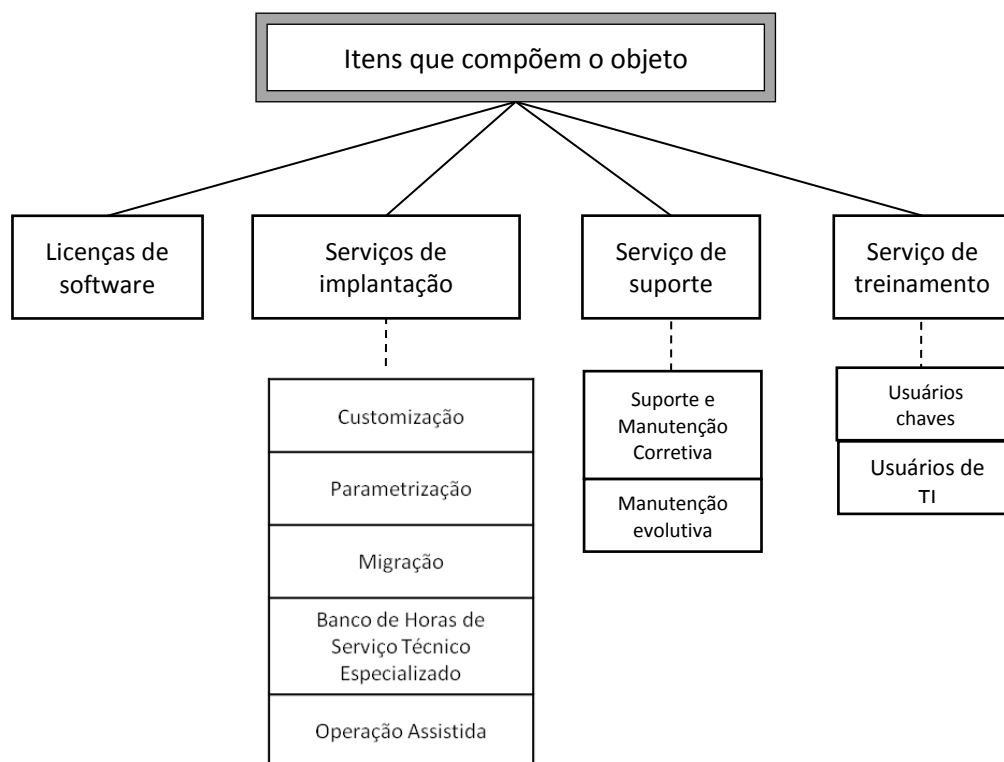 Itens que compõem o objeto
Licenças de
software
Serviços de
implantação
Serviço de
suporte
Serviço de
treinamento
Customização
Parametrização
Migração
Banco de Horas de
Serviço Técnico
Especializado
Operação Assistida
Suporte e
Manutenção
Corretiva
Manutenção
evolutiva
Usuários
chaves
Usuários de
TI